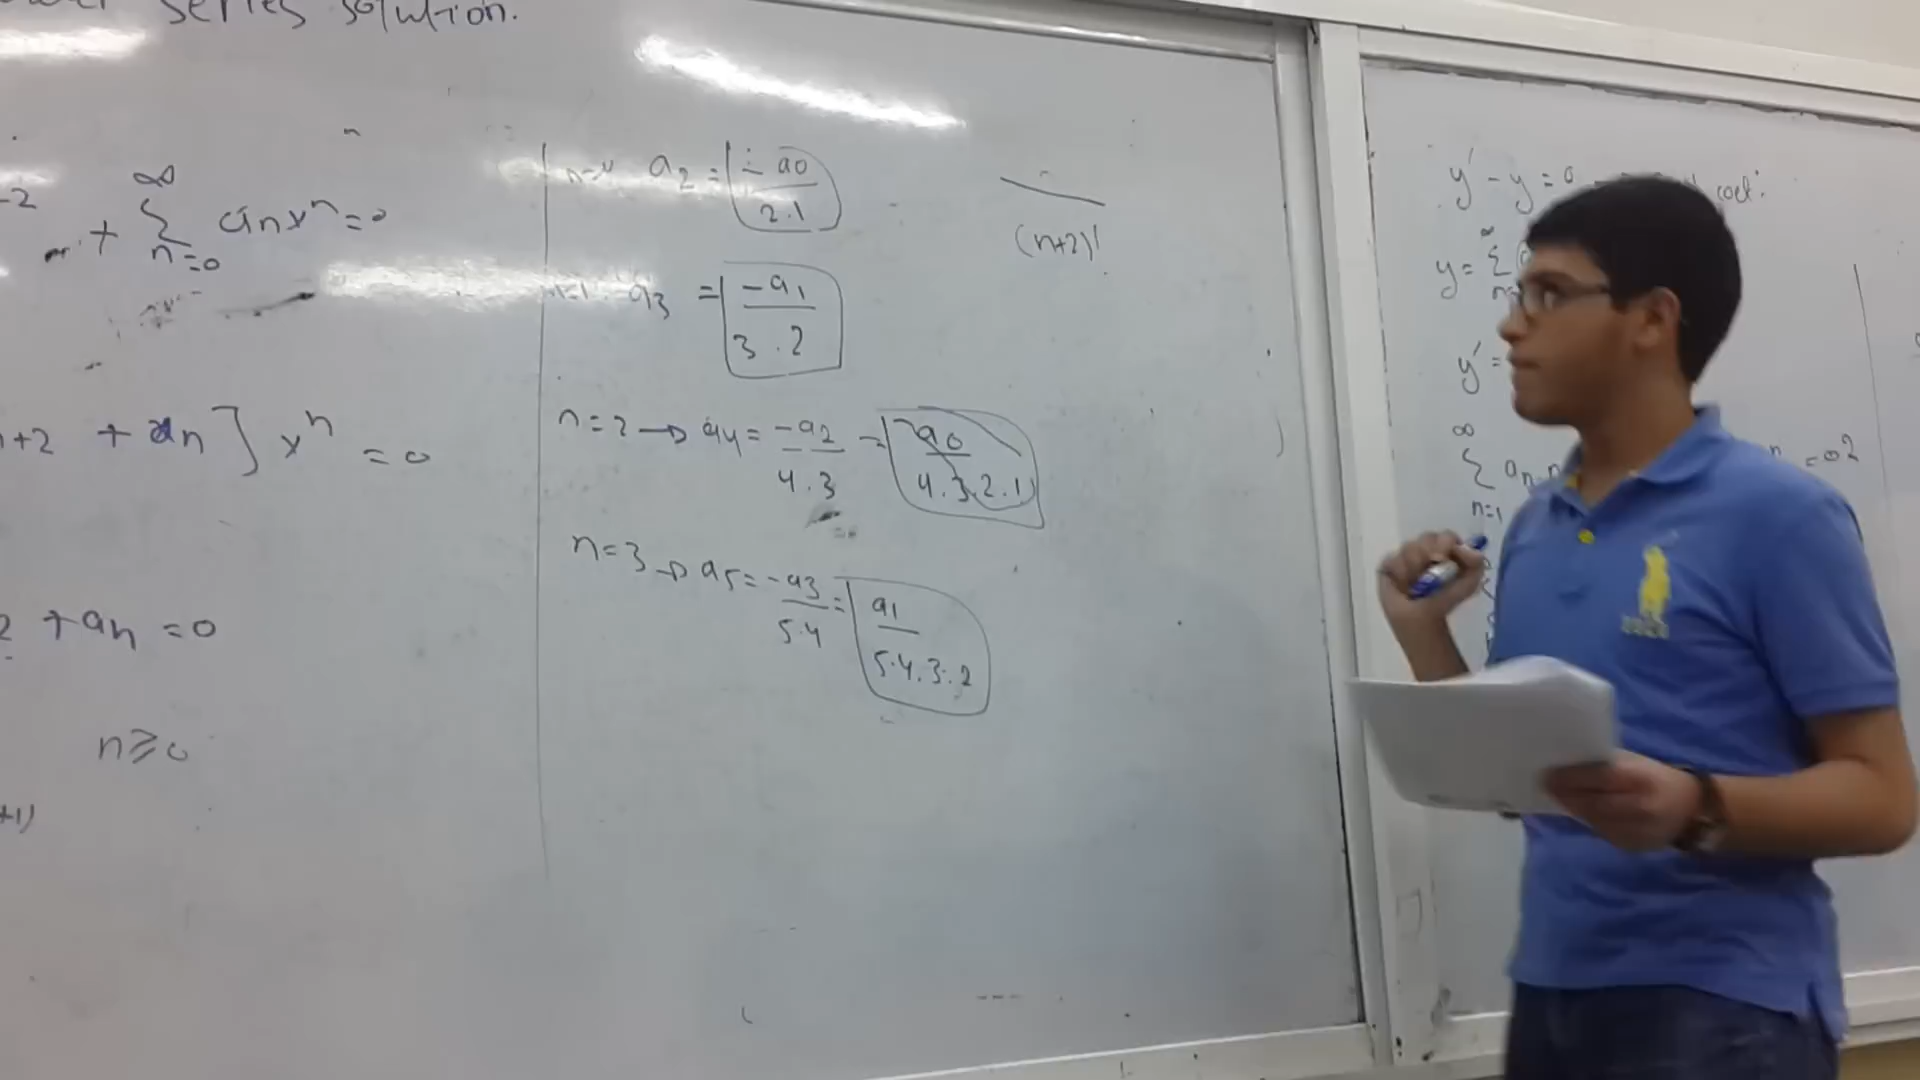 series solution.
-2
+ ∞ Σ n=0 anxⁿ=0
n+2 + an ] xⁿ = 0
2 + an = 0
n ≥ 0
+1)
a2 = -a0 / 2.1
a3 = -a1 / 3.2
n=2 → a4 = -a2 / 4.3 = a0 / 4.3.2.1
n=3 → a5 = -a3 / 5.4 = a1 / 5.4.3.2
(n+2)!
y' - y = 0
coef:
y = ∞ Σ
y' =
∞ Σ n=1 an n
n = 0